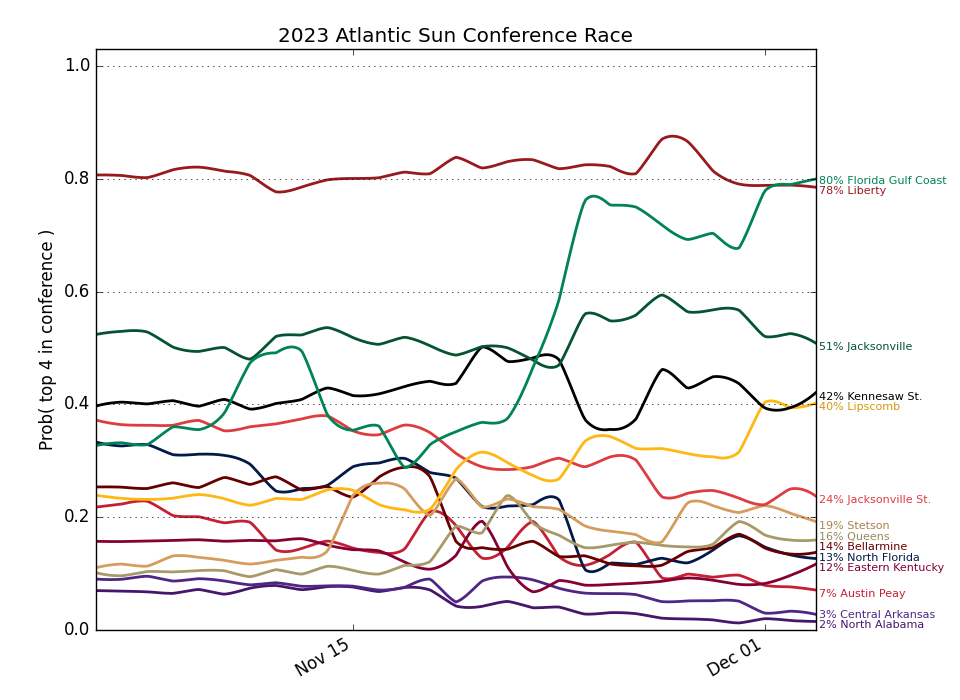 2023 Atlantic Sun Conference Race
Prob( top 4 in conference )
1.0
0.8
0.6
0.4
0.2
0.0
Nov 15
Dec 01
80% Florida Gulf Coast
78% Liberty
51% Jacksonville
42% Kennesaw St.
40% Lipscomb
24% Jacksonville St.
19% Stetson
16% Queens
14% Bellarmine
13% North Florida
12% Eastern Kentucky
7% Austin Peay
3% Central Arkansas
2% North Alabama